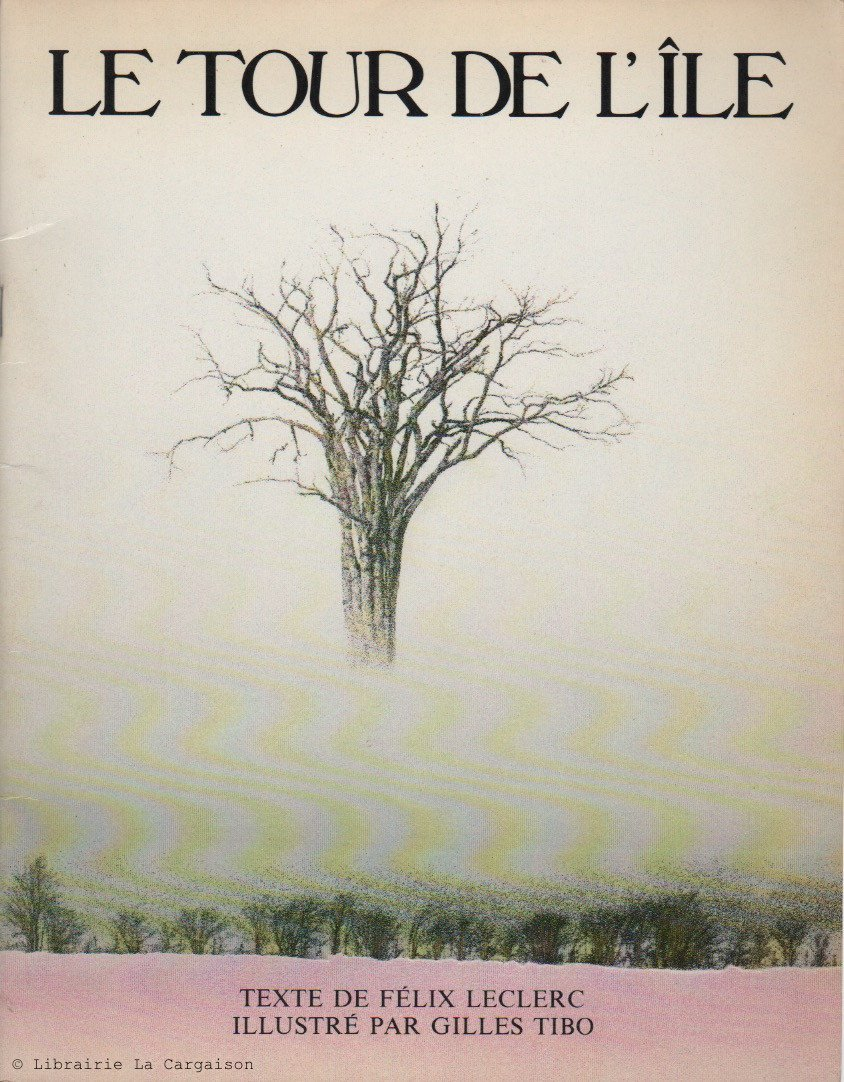 LE TOUR DE L'ÎLE
TEXTE DE FÉLIX LECLERC
ILLUSTRÉ PAR GILLES TIBO
© Librairie La Cargaison